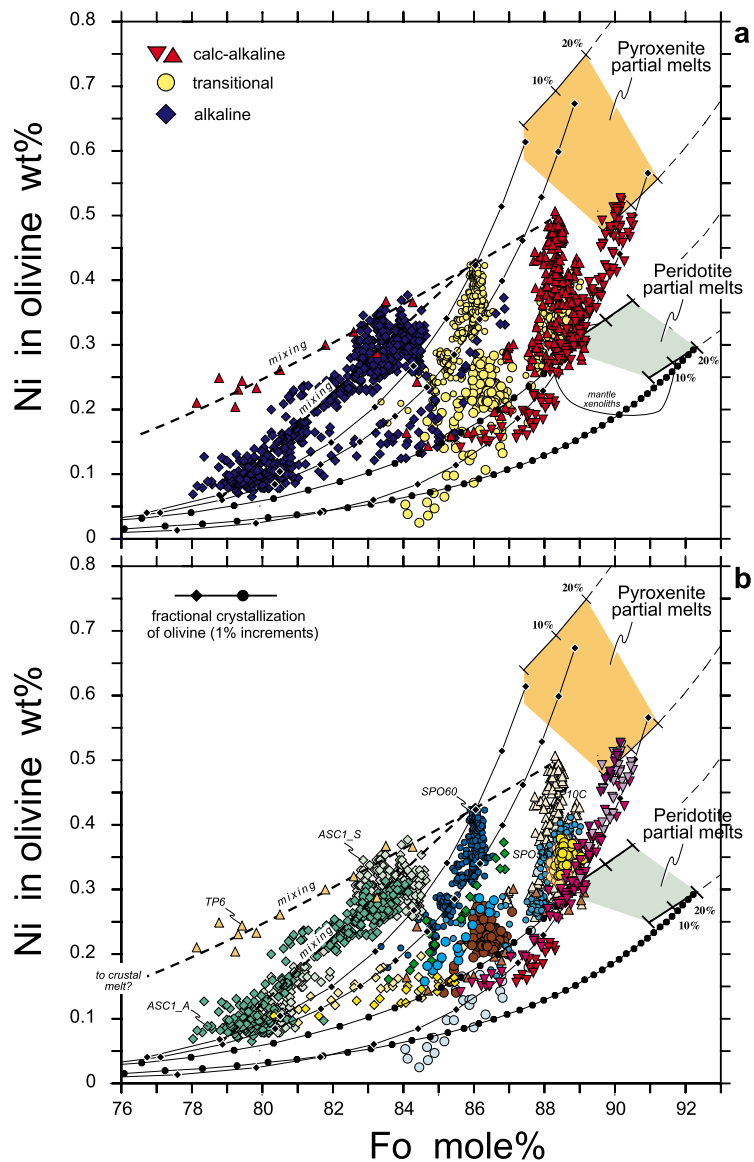 a
0.8
0.7
0.6
0.5
0.4
0.3
0.2
0.1
0
Ni in olivine wt%
calc-alkaline
transitional
alkaline
20%
10%
Pyroxenite
partial melts
Peridotite
partial melts
20%
10%
mixing
mixing
mantle
xenoliths
b
0.8
0.7
0.6
0.5
0.4
0.3
0.2
0.1
0
Ni in olivine wt%
fractional crystallization
of olivine (1% increments)
20%
10%
Pyroxenite
partial melts
Peridotite
partial melts
20%
10%
SPO60
10C
ASC1_S
SPO
mixing
TP6
mixing
to crustal
melt?
ASC1_A
76
78
80
82
84
86
88
90
92
Fo mole%